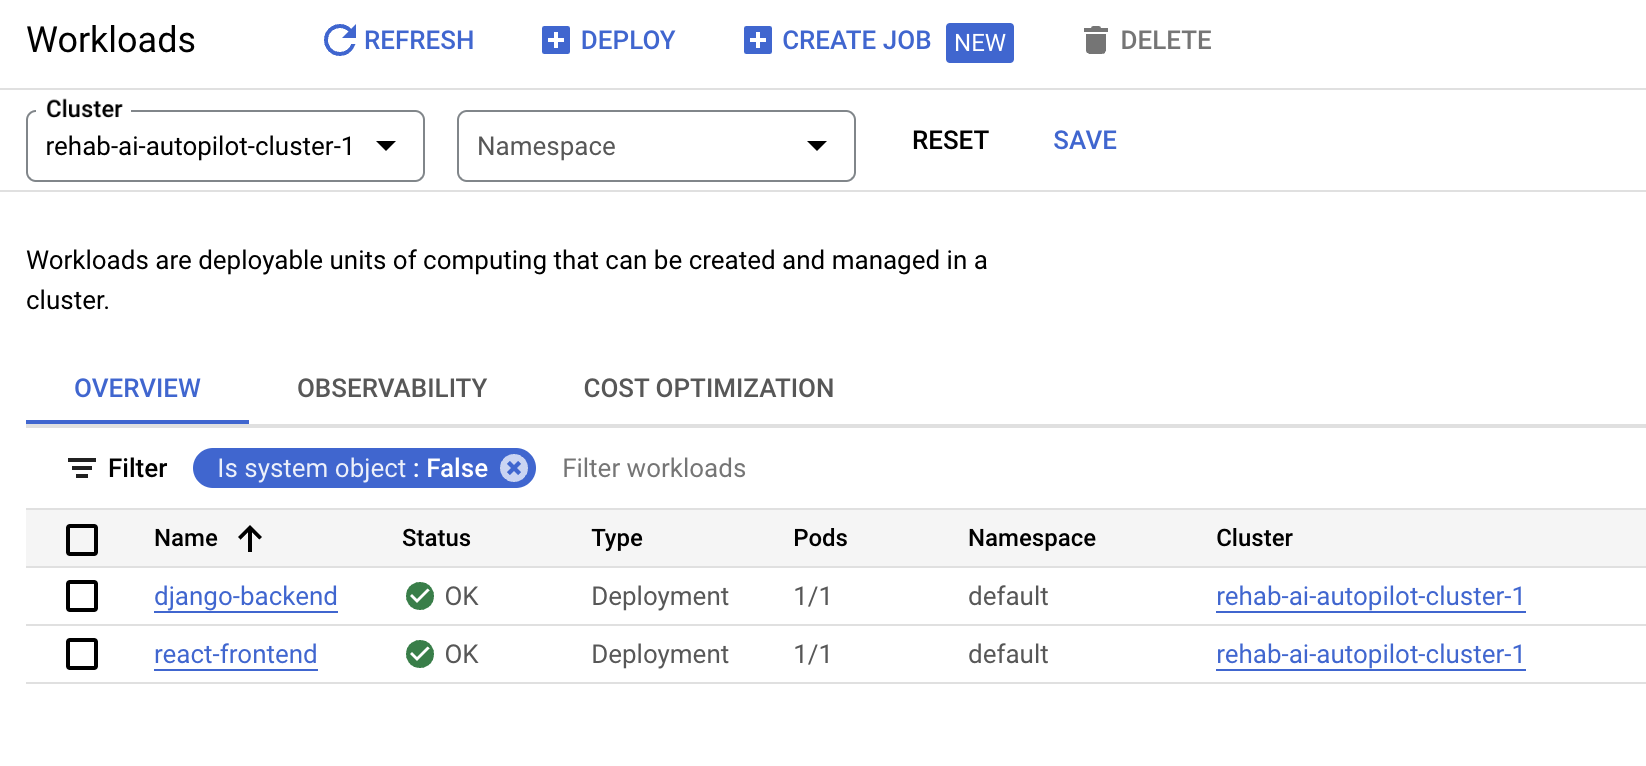 Workloads REFRESH DEPLOY CREATE JOB NEW DELETE
Cluster
rehab-ai-autopilot-cluster-1 Namespace RESET SAVE
Workloads are deployable units of computing that can be created and managed in a
cluster.
OVERVIEW OBSERVABILITY COST OPTIMIZATION
Filter Is system object : False Filter workloads
Name Status Type Pods Namespace Cluster
django-backend OK Deployment 1/1 default rehab-ai-autopilot-cluster-1
react-frontend OK Deployment 1/1 default rehab-ai-autopilot-cluster-1